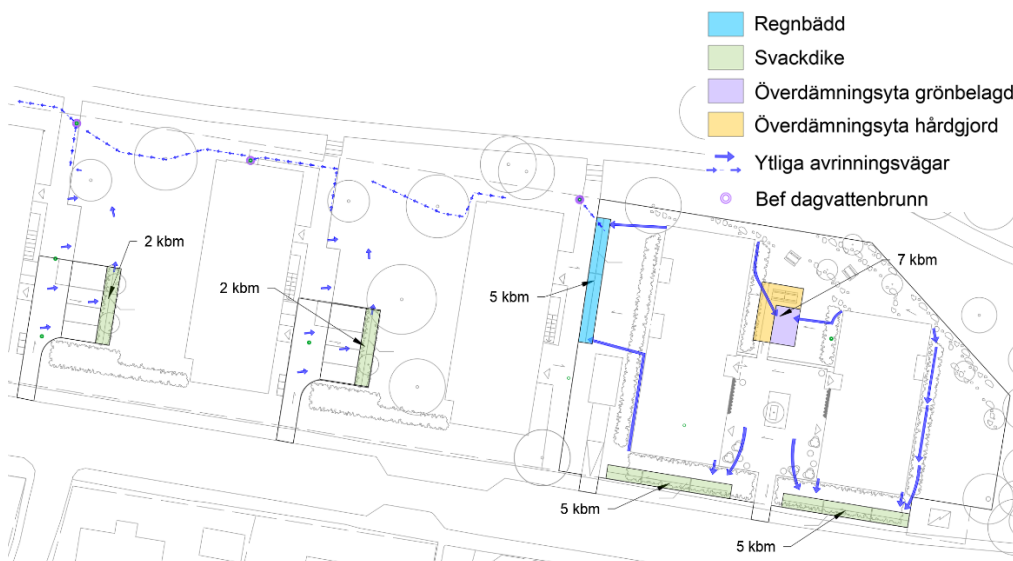 Regnbädd
Svackdike
Överdämningsyta grönbelagd
Överdämningsyta hårdgjord
Ytliga avrinningsvägar
Bef dagvattenbrunn
2 kbm
2 kbm
5 kbm
7 kbm
5 kbm
5 kbm